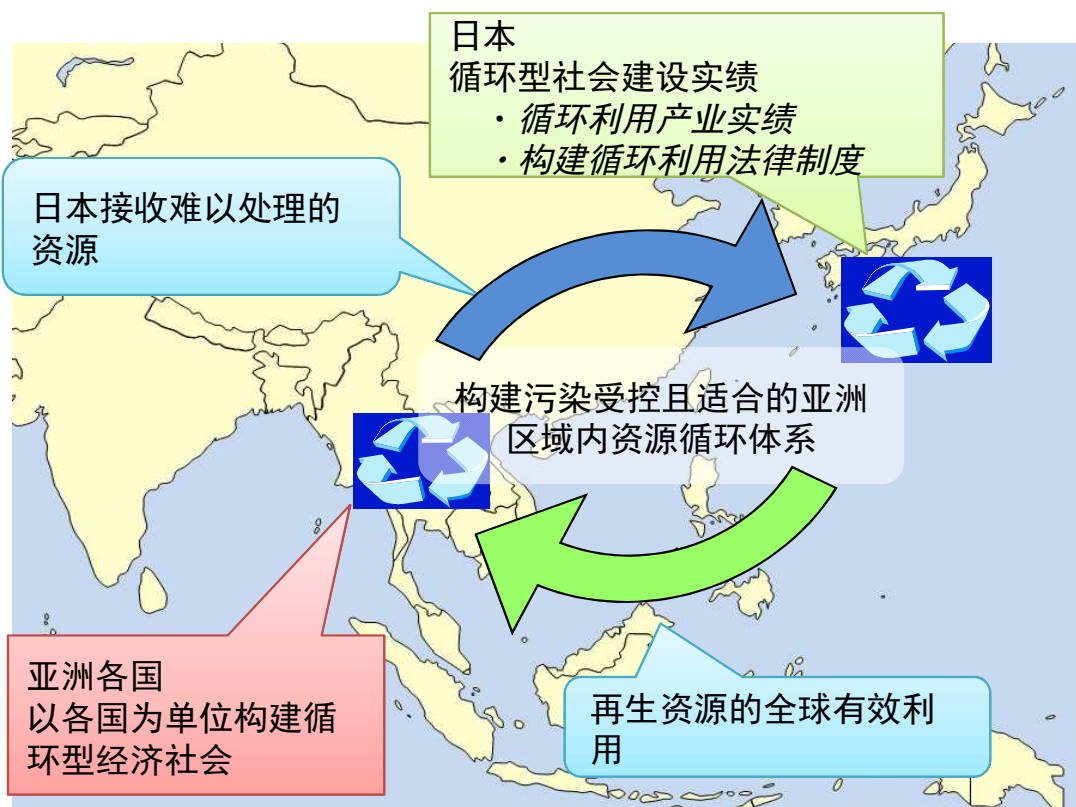 日本
循环型社会建设实绩
・循环利用产业实绩
・构建循环利用法律制度
日本接收难以处理的
资源
构建污染受控且适合的亚洲
区域内资源循环体系
亚洲各国
以各国为单位构建循
环型经济社会
再生资源的全球有效利
用